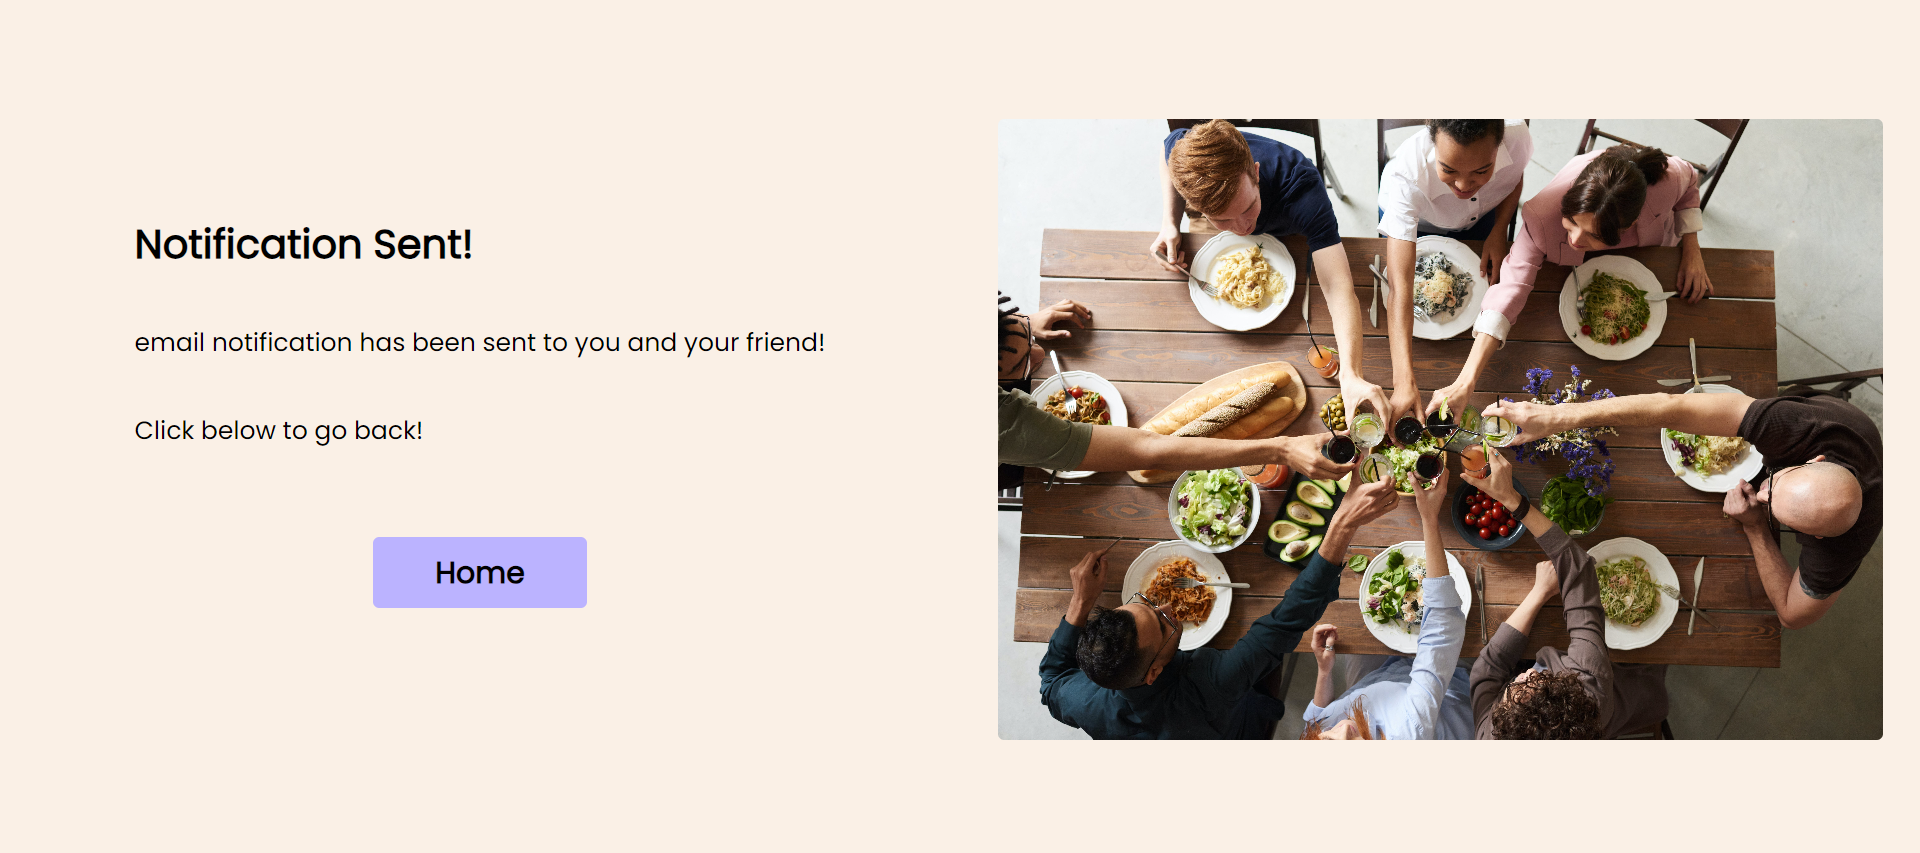 Notification Sent!
email notification has been sent to you and your friend!
Click below to go back!
Home